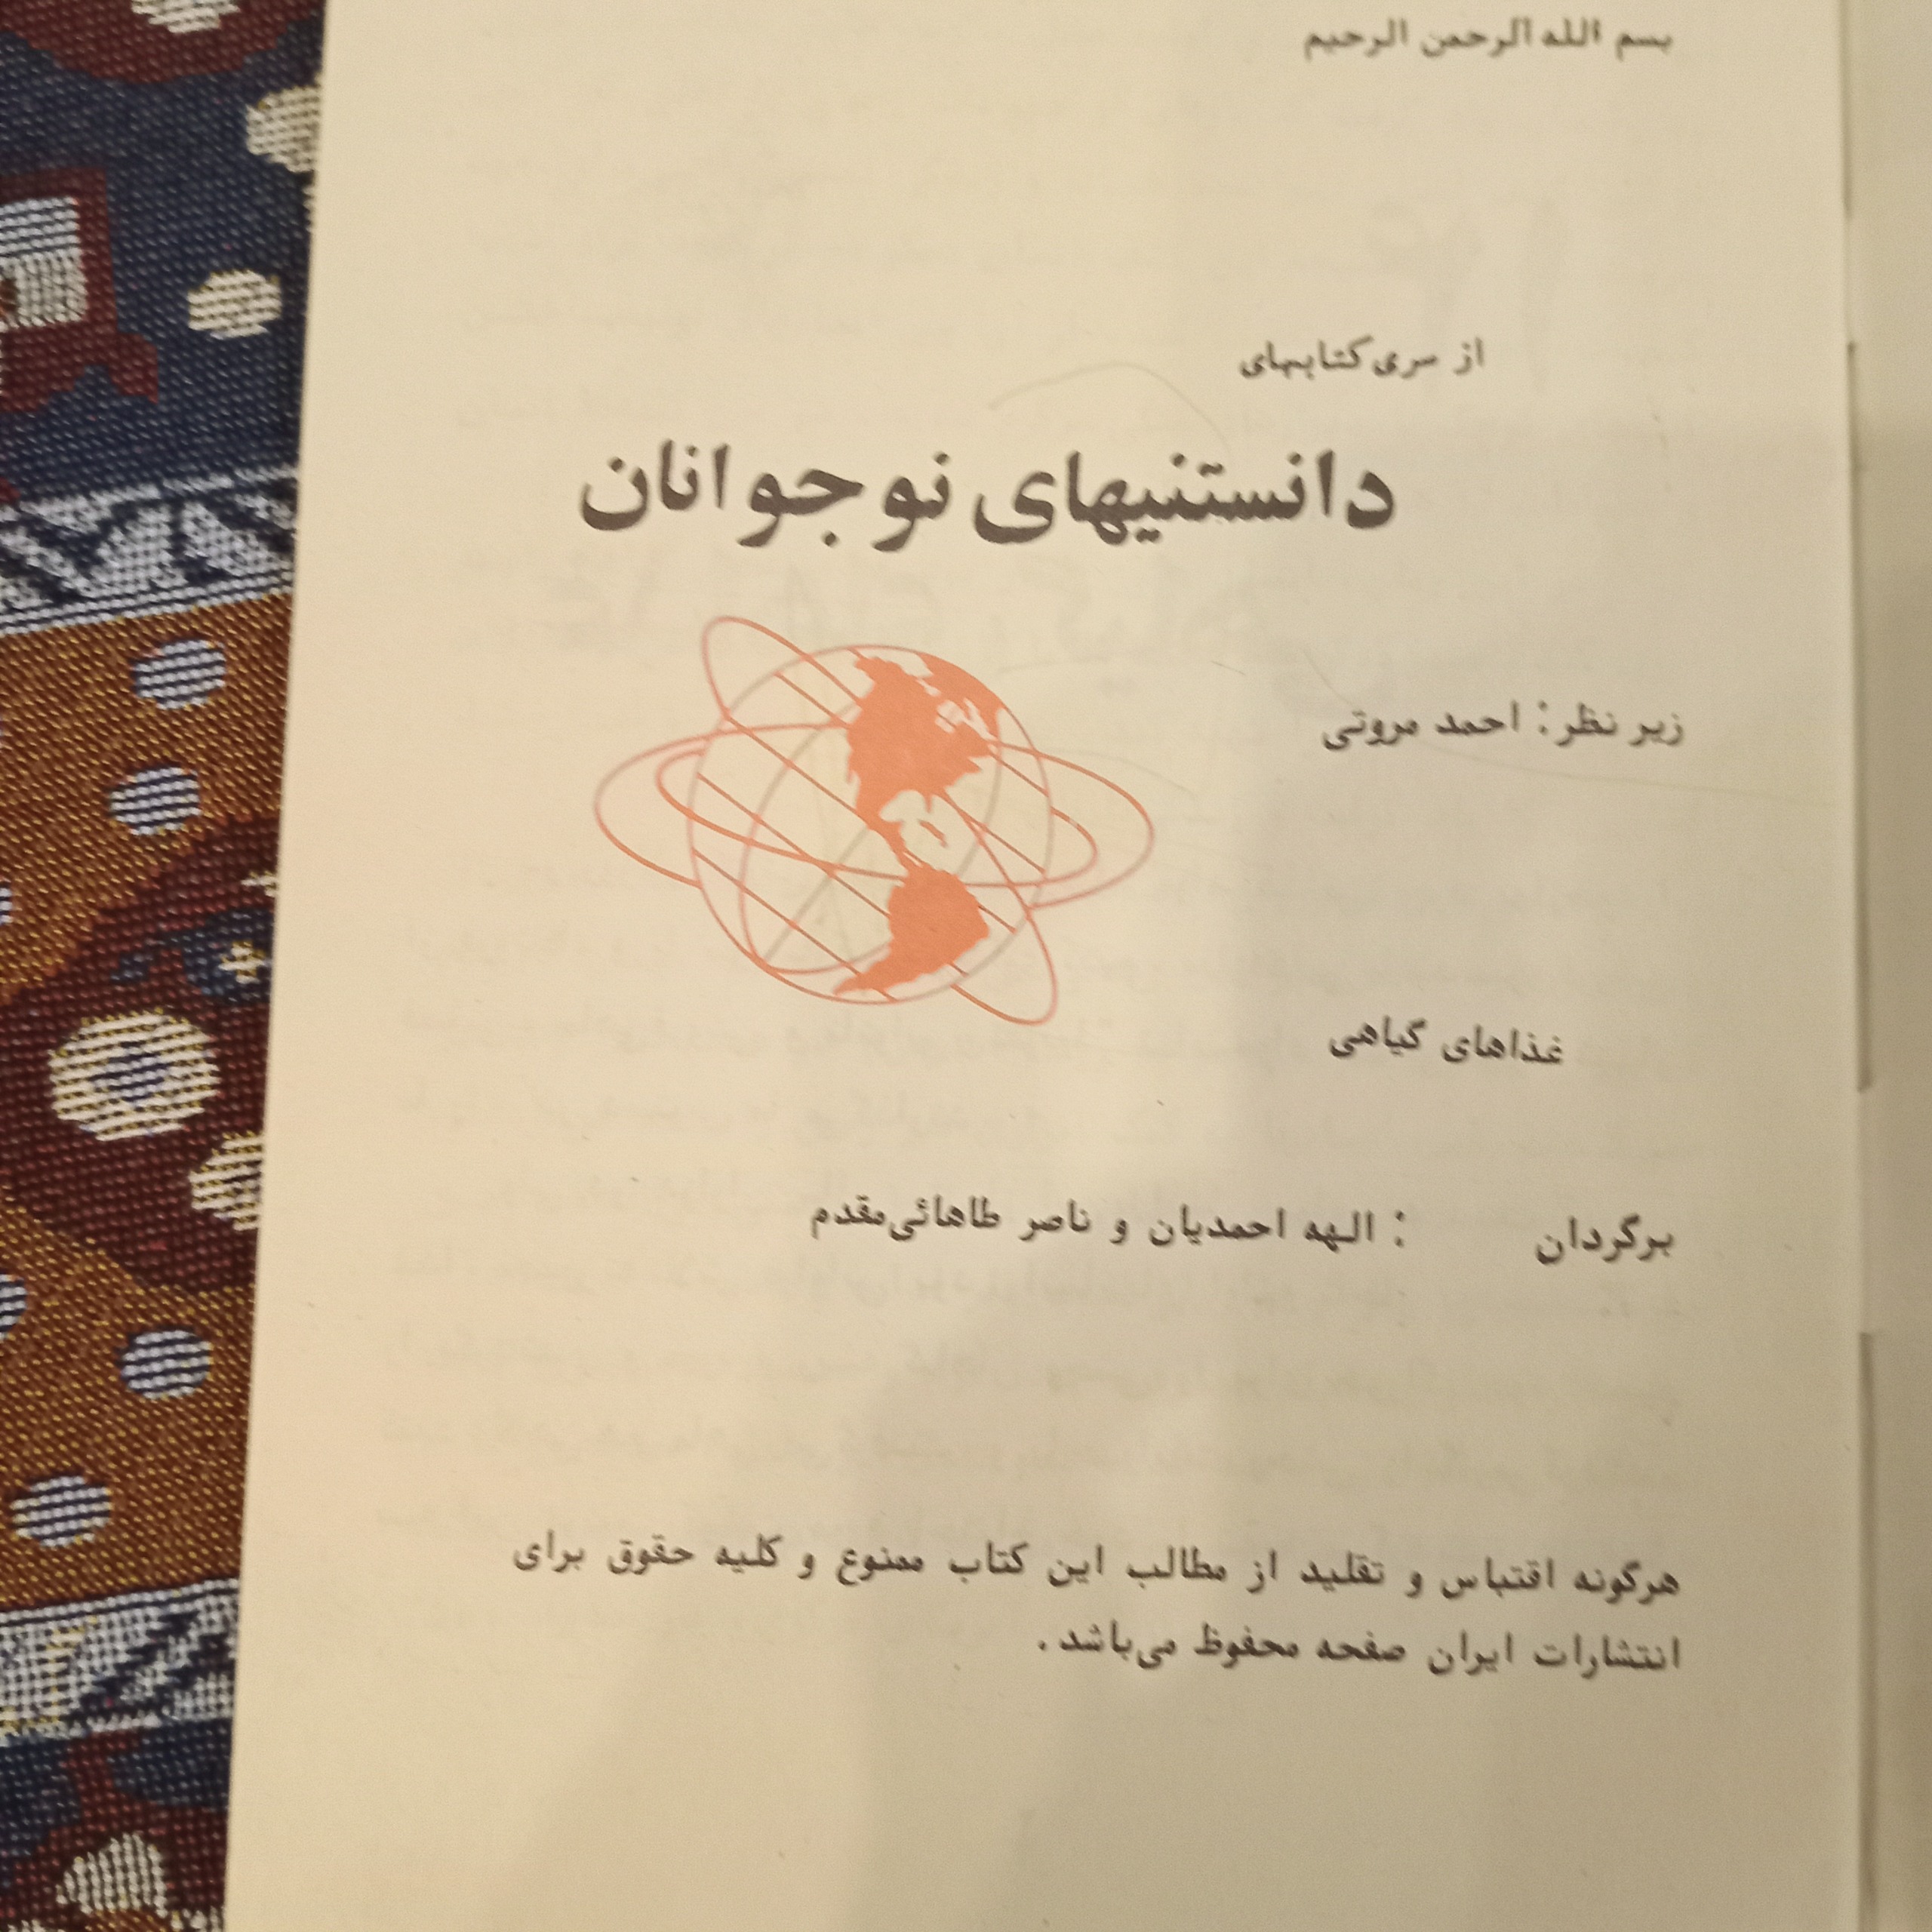 بسم الله الرحمن الرحیم
از سری کتابهای
دانستنیهای نوجوانان
زیر نظر: احمد مروتی
غذاهای گیاهی
برگردان : الهه احمدیان و ناصر طاهائی‌مقدم
هرگونه اقتباس و تقلید از مطالب این کتاب ممنوع و کلیه حقوق برای
انتشارات ایران صفحه محفوظ می‌باشد.